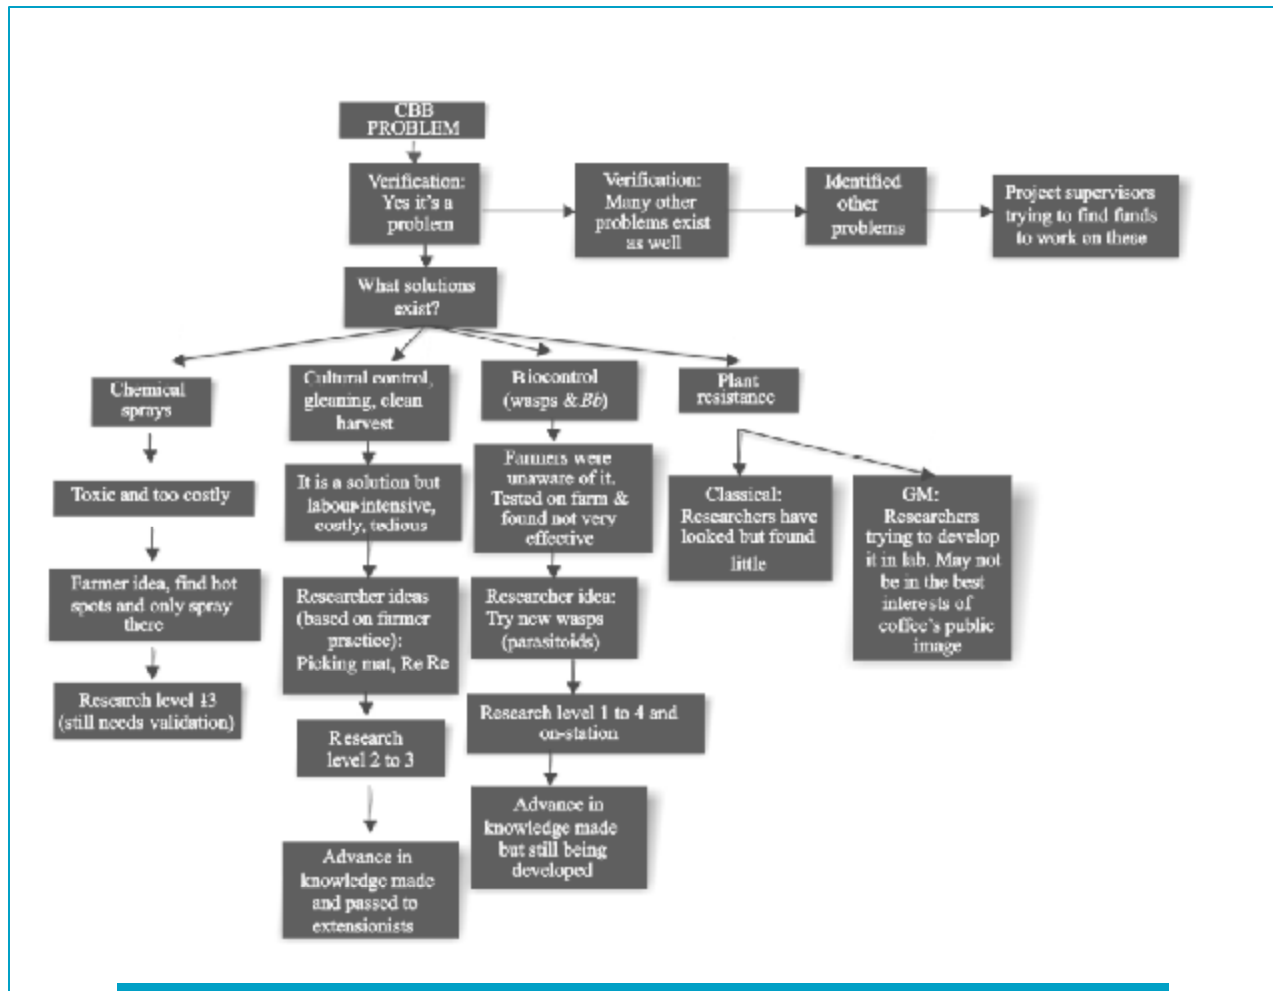 CBB
PROBLEM
Verification:
Yes it's a
problem
Verification:
Many other
problems exist
as well
Identified
other
problems
Project supervisors
trying to find funds
to work on these
What solutions
exist?
Chemical
sprays
Toxic and too costly
Farmer idea, find hot
spots and only spray
there
Research level 13
(still needs validation)
Cultural control,
gleaning, clean
harvest
It is a solution but
labour-intensive,
costly, tedious
Researcher ideas
(based on farmer
practice):
Picking mat, Re Re
Research
level 2 to 3
Advance in
knowledge made
and passed to
extensionists
Biocontrol
(wasps & Bb)
Farmers were
unaware of it.
Tested on farm &
found not very
effective
Researcher idea:
Try new wasps
(parasitoids)
Research level 1 to 4 and
on-station
Advance in
knowledge made
but still being
developed
Plant
resistance
Classical:
Researchers have
looked but found
little
GM:
Researchers
trying to develop
it in lab. May not
be in the best
interests of
coffee's public
image